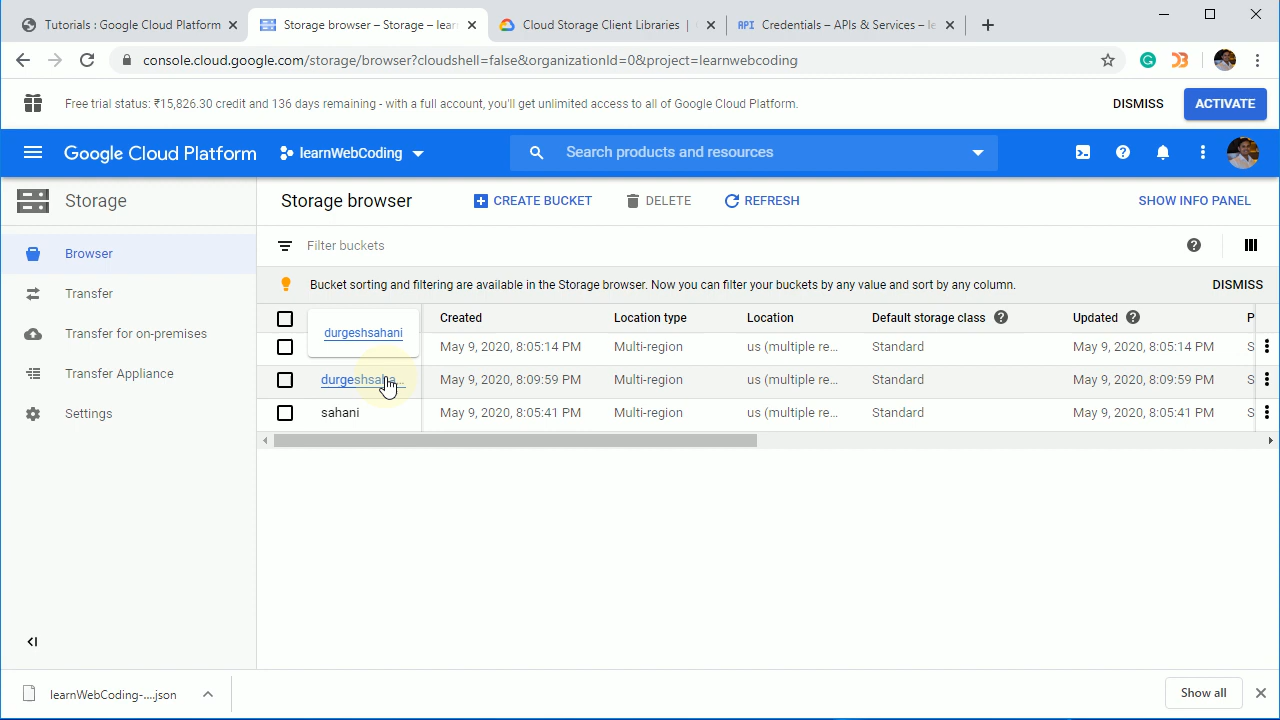 Tutorials : Google Cloud Platform
Storage browser – Storage – lear
Cloud Storage Client Libraries |
API Credentials – APIs & Services – le
console.cloud.google.com/storage/browser?cloudshell=false&organizationId=0&project=learnwebcoding
Free trial status: ₹15,826.30 credit and 136 days remaining - with a full account, you'll get unlimited access to all of Google Cloud Platform.
DISMISS
ACTIVATE
Google Cloud Platform
learnWebCoding
Search products and resources
Storage
Storage browser
CREATE BUCKET
DELETE
REFRESH
SHOW INFO PANEL
Browser
Transfer
Transfer for on-premises
Transfer Appliance
Settings
Filter buckets
Bucket sorting and filtering are available in the Storage browser. Now you can filter your buckets by any value and sort by any column.
DISMISS
Created Location type Location Default storage class Updated P
durgeshsahani
May 9, 2020, 8:05:14 PM Multi-region us (multiple re... Standard May 9, 2020, 8:05:14 PM S
durgeshsaha... May 9, 2020, 8:09:59 PM Multi-region us (multiple re... Standard May 9, 2020, 8:09:59 PM S
sahani May 9, 2020, 8:05:41 PM Multi-region us (multiple re... Standard May 9, 2020, 8:05:41 PM S
learnWebCoding-....json
Show all